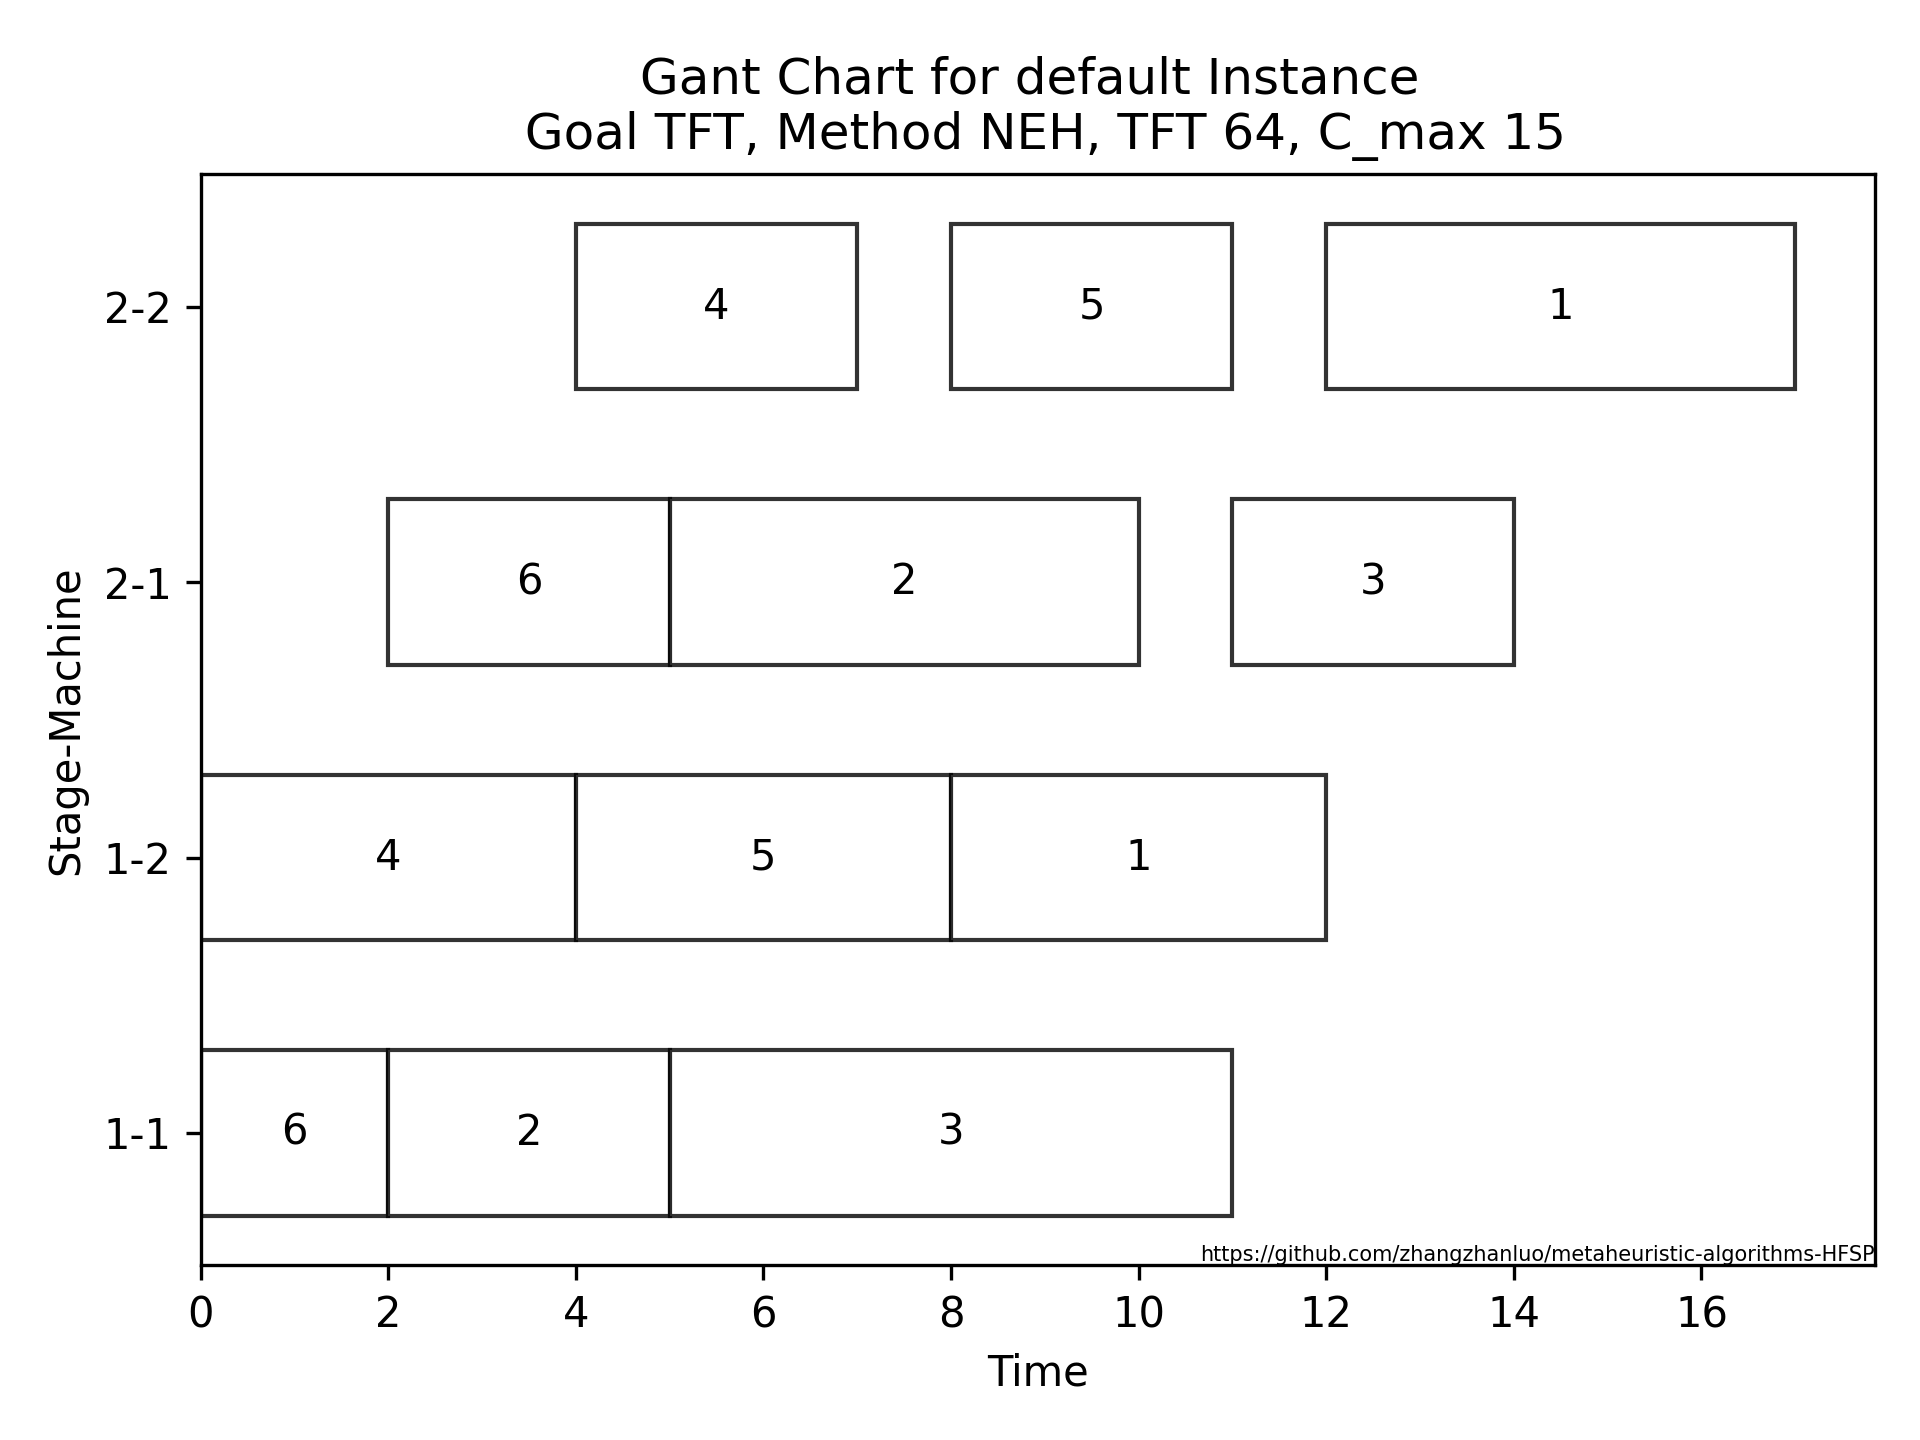 Gant Chart for default Instance
Goal TFT, Method NEH, TFT 64, C_max 15
2-2
4
5
1
2-1
6
2
3
Stage-Machine
1-2
4
5
1
1-1
6
2
3
https://github.com/zhangzhanluo/metaheuristic-algorithms-HFSP
0 2 4 6 8 10 12 14 16
Time